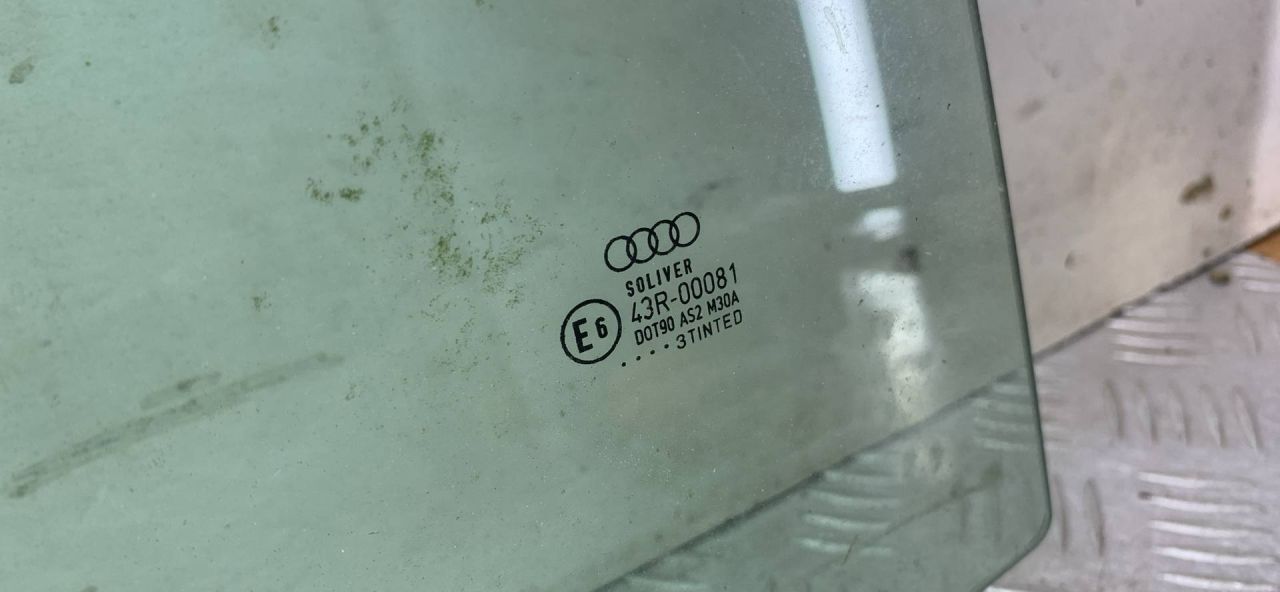 SOLIVER
E6
43R-00081
DOT90 AS2 M30A
....3TINTED